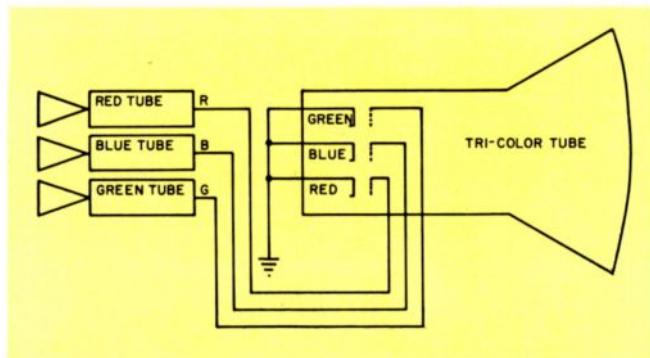 RED TUBE R
BLUE TUBE B
GREEN TUBE G
GREEN
BLUE
RED
TRI-COLOR TUBE